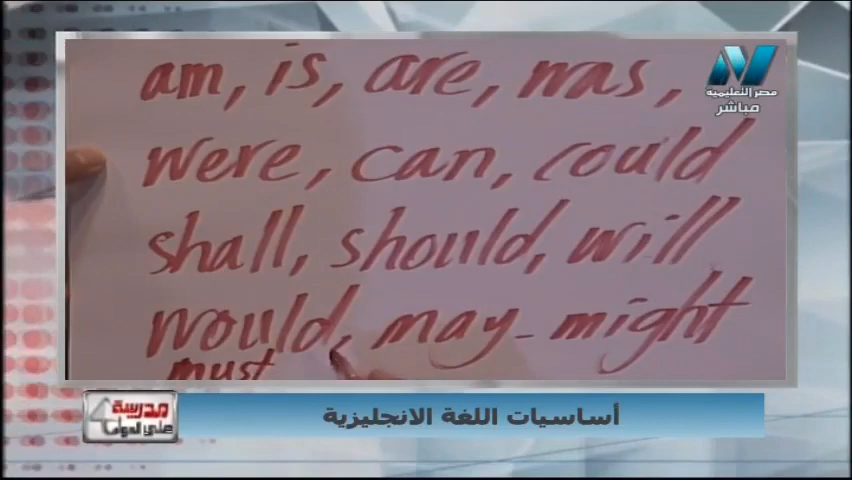 am, is, are, was,
were, can, could
shall, should, will
would, may - might
must
مصر التعليمية
مباشر
أساسيات اللغة الانجليزية
مدرسة
على الهواء